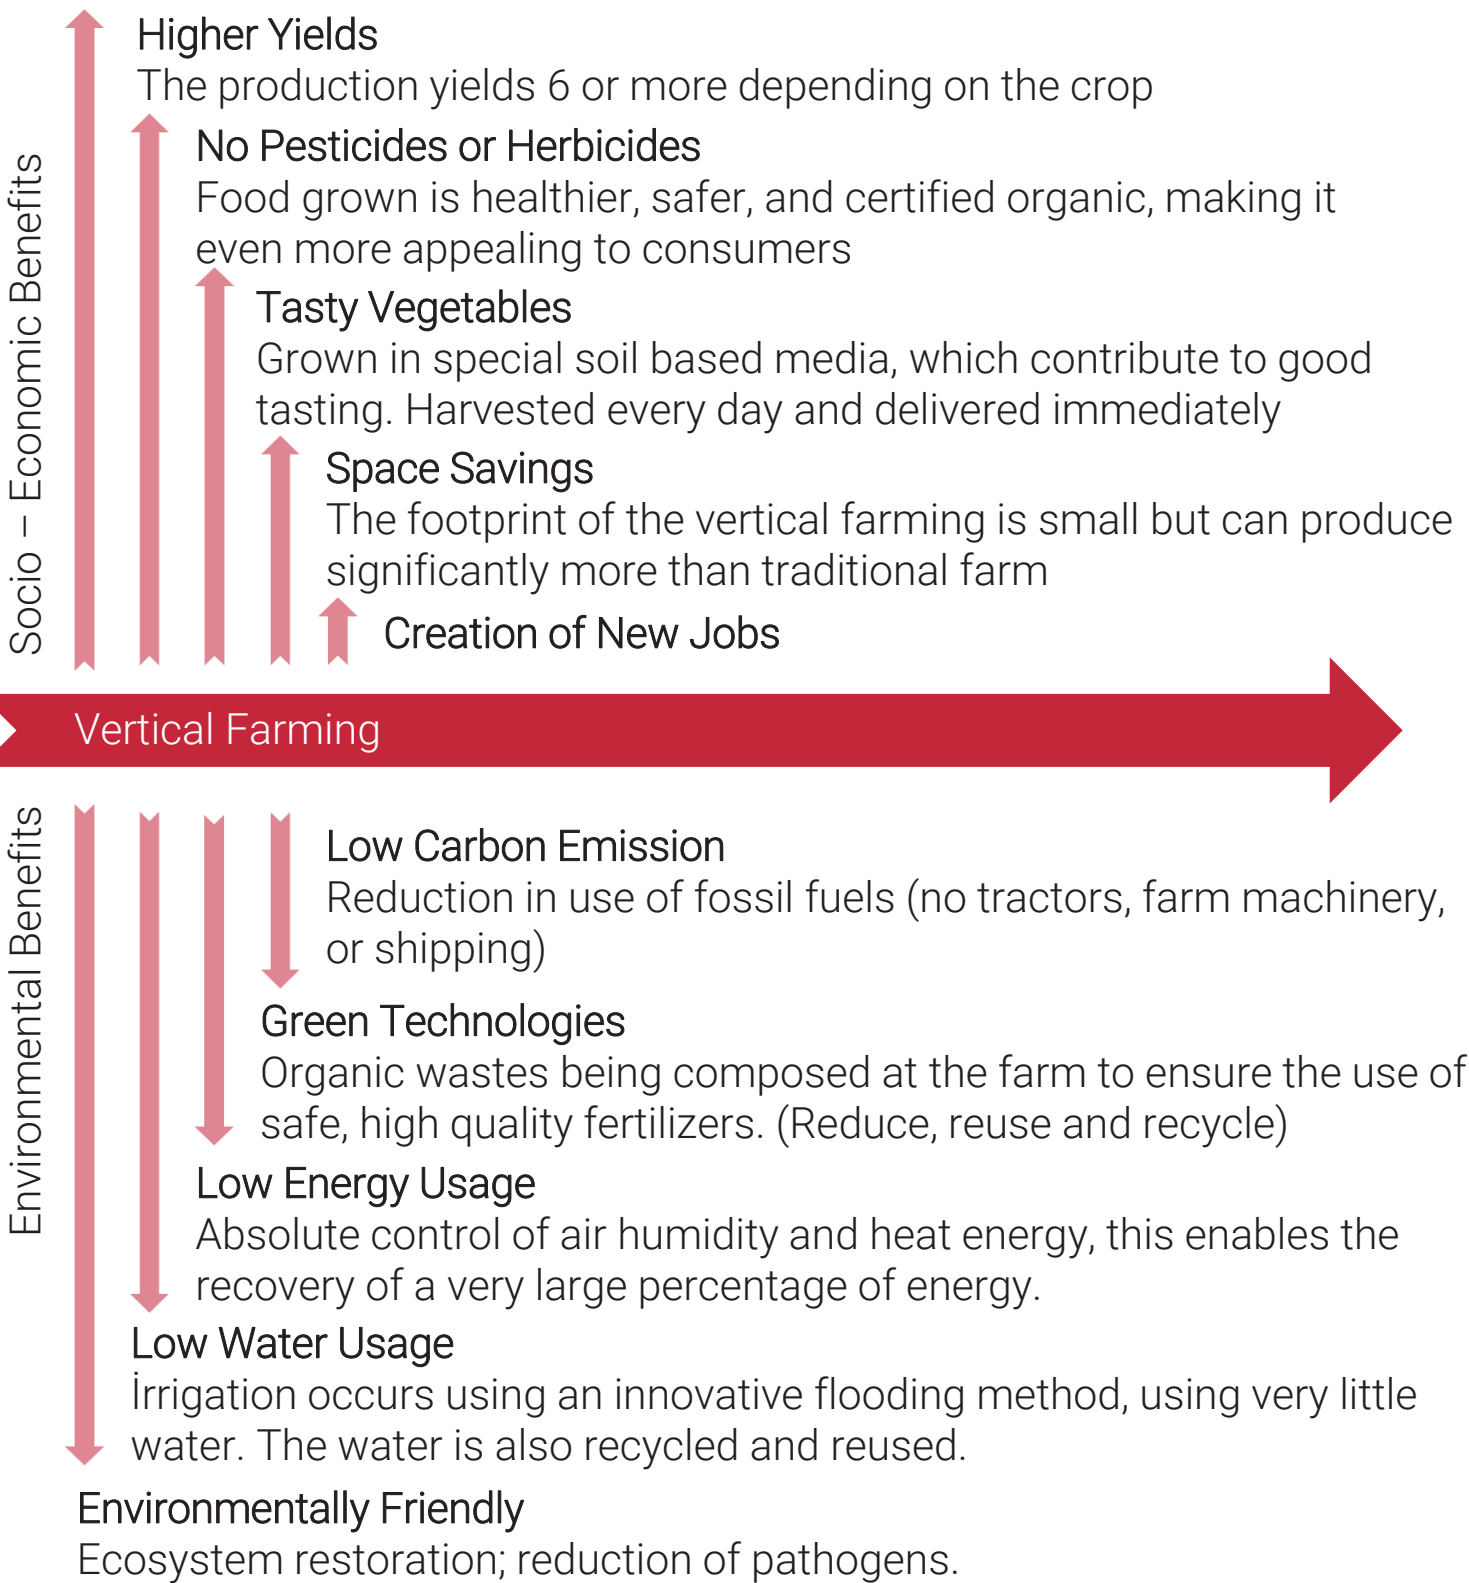 Higher Yields
The production yields 6 or more depending on the crop
No Pesticides or Herbicides
Food grown is healthier, safer, and certified organic, making it
even more appealing to consumers
Tasty Vegetables
Grown in special soil based media, which contribute to good
tasting. Harvested every day and delivered immediately
Space Savings
The footprint of the vertical farming is small but can produce
significantly more than traditional farm
Creation of New Jobs
Socio – Economic Benefits
Vertical Farming
Environmental Benefits
Low Carbon Emission
Reduction in use of fossil fuels (no tractors, farm machinery,
or shipping)
Green Technologies
Organic wastes being composed at the farm to ensure the use of
safe, high quality fertilizers. (Reduce, reuse and recycle)
Low Energy Usage
Absolute control of air humidity and heat energy, this enables the
recovery of a very large percentage of energy.
Low Water Usage
İrrigation occurs using an innovative flooding method, using very little
water. The water is also recycled and reused.
Environmentally Friendly
Ecosystem restoration; reduction of pathogens.